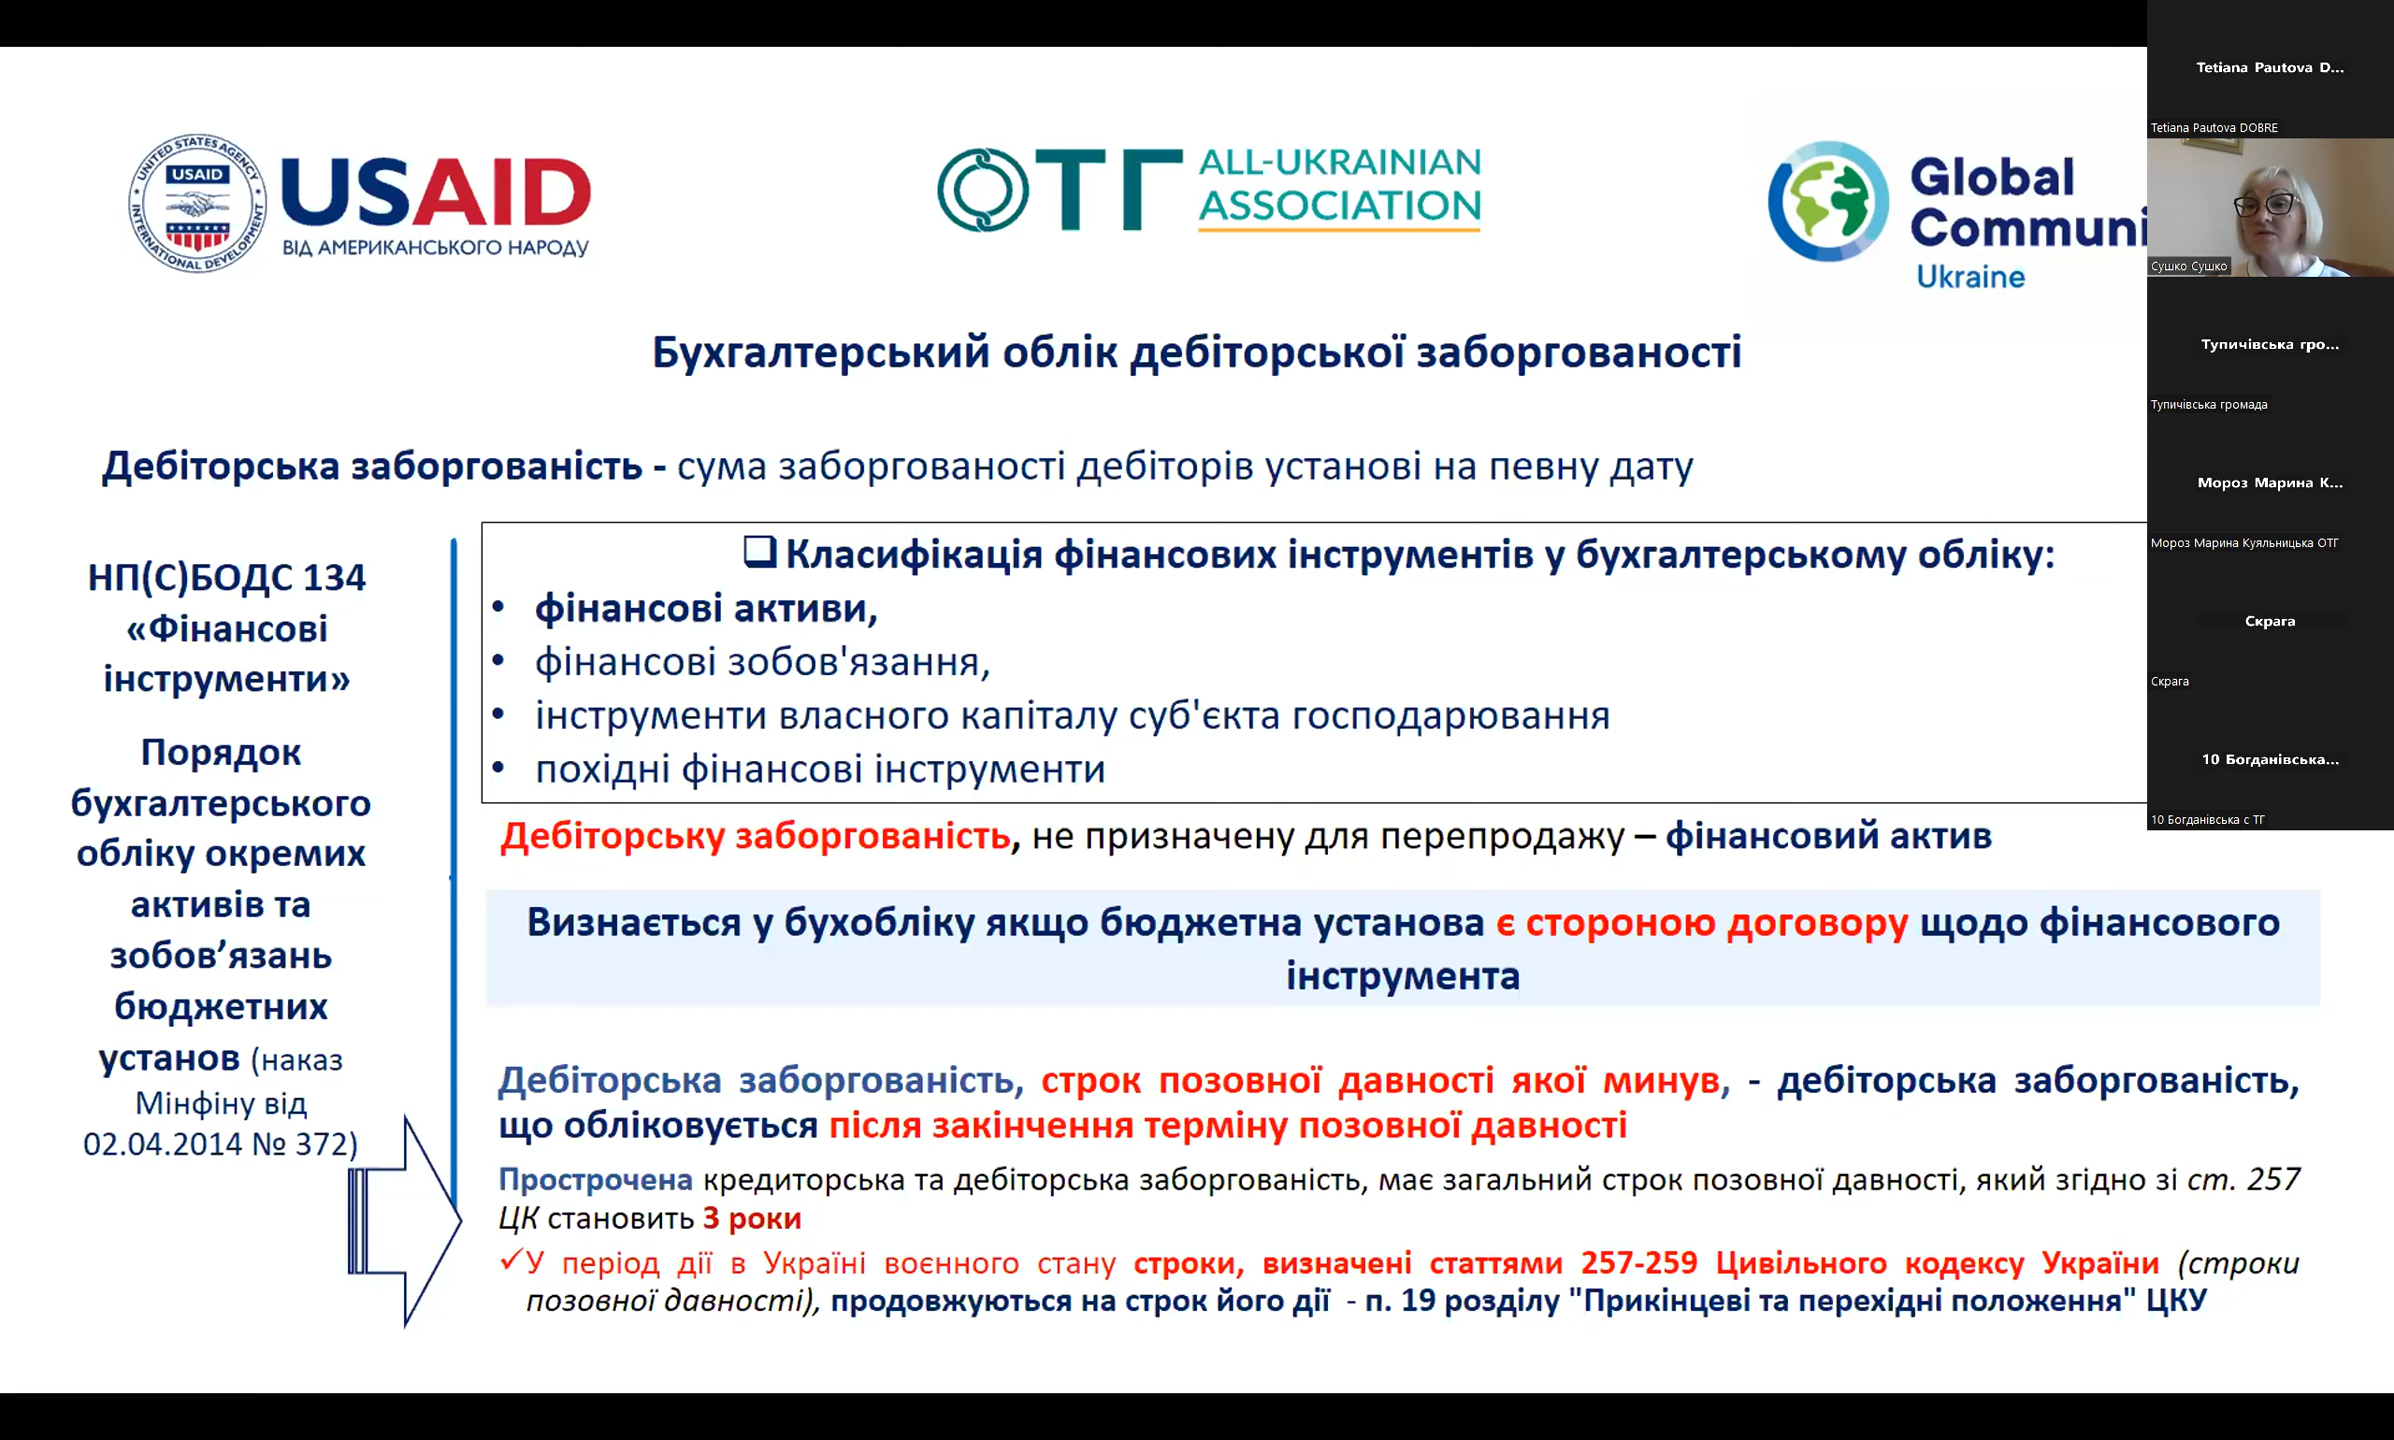 UNITED STATES AGENCY
USAID
INTERNATIONAL DEVELOPMENT
USAID
ВІД АМЕРИКАНСЬКОГО НАРОДУ
ОТГ ALL-UKRAINIAN
ASSOCIATION
Global
Communi
Ukraine
Бухгалтерський облік дебіторської заборгованості
Дебіторська заборгованість - сума заборгованості дебіторів установі на певну дату
НП(С)БОДС 134
«Фінансові
інструменти»
Порядок
бухгалтерського
обліку окремих
активів та
зобов’язань
бюджетних
установ (наказ
Мінфіну від
02.04.2014 № 372)
❑ Класифікація фінансових інструментів у бухгалтерському обліку:
• фінансові активи,
• фінансові зобов'язання,
• інструменти власного капіталу суб'єкта господарювання
• похідні фінансові інструменти
Дебіторську заборгованість, не призначену для перепродажу – фінансовий актив
Визнається у бухобліку якщо бюджетна установа є стороною договору щодо фінансового
інструмента
Дебіторська заборгованість, строк позовної давності якої минув, - дебіторська заборгованість,
що обліковується після закінчення терміну позовної давності
Прострочена кредиторська та дебіторська заборгованість, має загальний строк позовної давності, який згідно зі ст. 257
ЦК становить 3 роки
✓У період дії в Україні воєнного стану строки, визначені статтями 257-259 Цивільного кодексу України (строки
позовної давності), продовжуються на строк його дії - п. 19 розділу "Прикінцеві та перехідні положення" ЦКУ
Tetiana Pautova D...
Tetiana Pautova DOBRE
Сушко Сушко
Тупичівська гро...
Тупичівська громада
Мороз Марина К...
Мороз Марина Куяльницька ОТГ
Скрага
Скрага
10 Богданівська...
10 Богданівська с ТГ